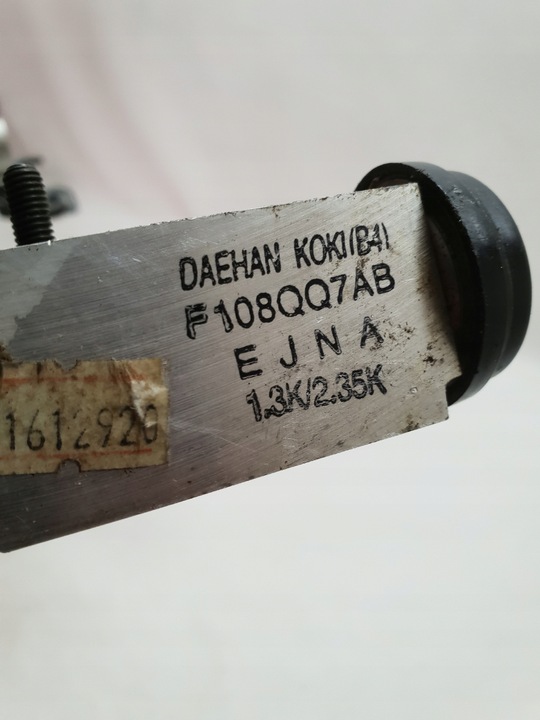 DAEHAN KOKI(B4)
F108QQ7AB
E J N A
1.3K/2.35K
1612920